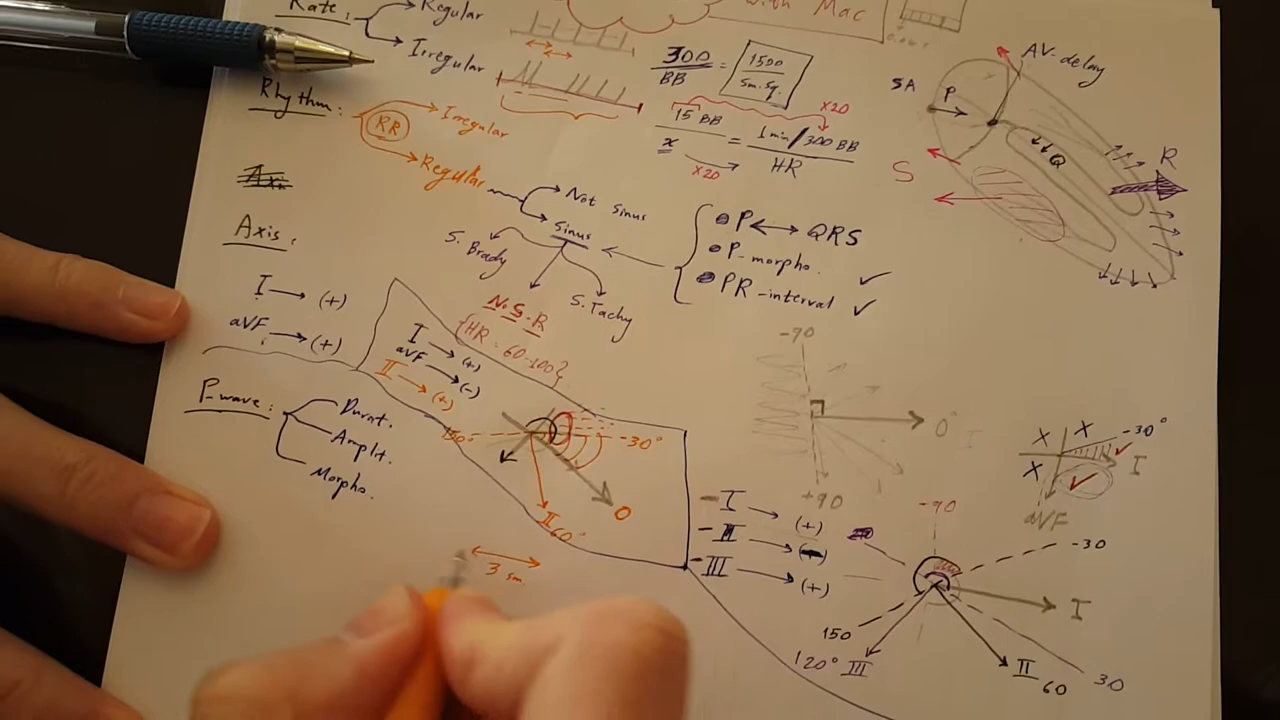 Rate:
Regular
Irregular
with Mac
300
BB
=
1500
Sm.Sq.
15 BB
x
=
1 min/300 BB
HR
x20
x20
SA
P
AV-delay
Q
R
S
Rhythm:
RR
Irregular
Regular
Not Sinus
Sinus
S. Brady
S. Tachy
N.S.R
{HR: 60-100}
P ↔ QRS
P-morpho.
PR-interval ✓
✓
Axis:
I → (+)
aVF → (+)
I → (+)
aVF → (-)
II → (+)
150°
-30°
0
II 60°
-90
0° I
+90
X X -30°
X ✓ I
✓
aVF
P-wave:
Durat.
Amplit.
Morpho.
3 sm.
-I → (+)
-II →
-III → (+)
-90
-30
I
150
120° III
II 60
30